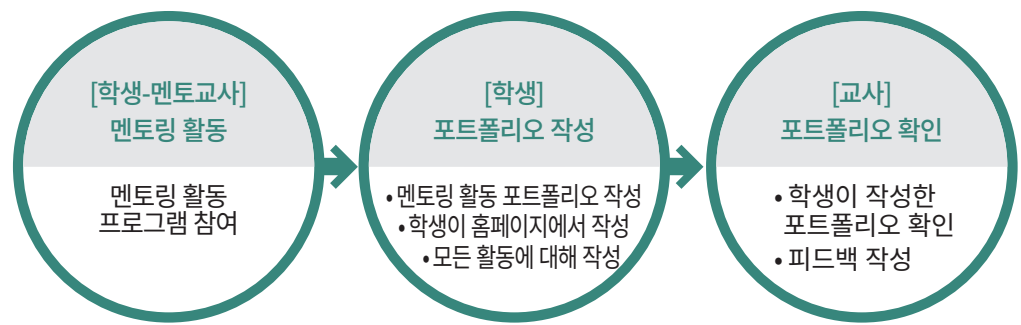 [학생-멘토교사]
멘토링 활동
멘토링 활동
프로그램 참여
[학생]
포트폴리오 작성
• 멘토링 활동 포트폴리오 작성
• 학생이 홈페이지에서 작성
• 모든 활동에 대해 작성
[교사]
포트폴리오 확인
• 학생이 작성한
포트폴리오 확인
• 피드백 작성